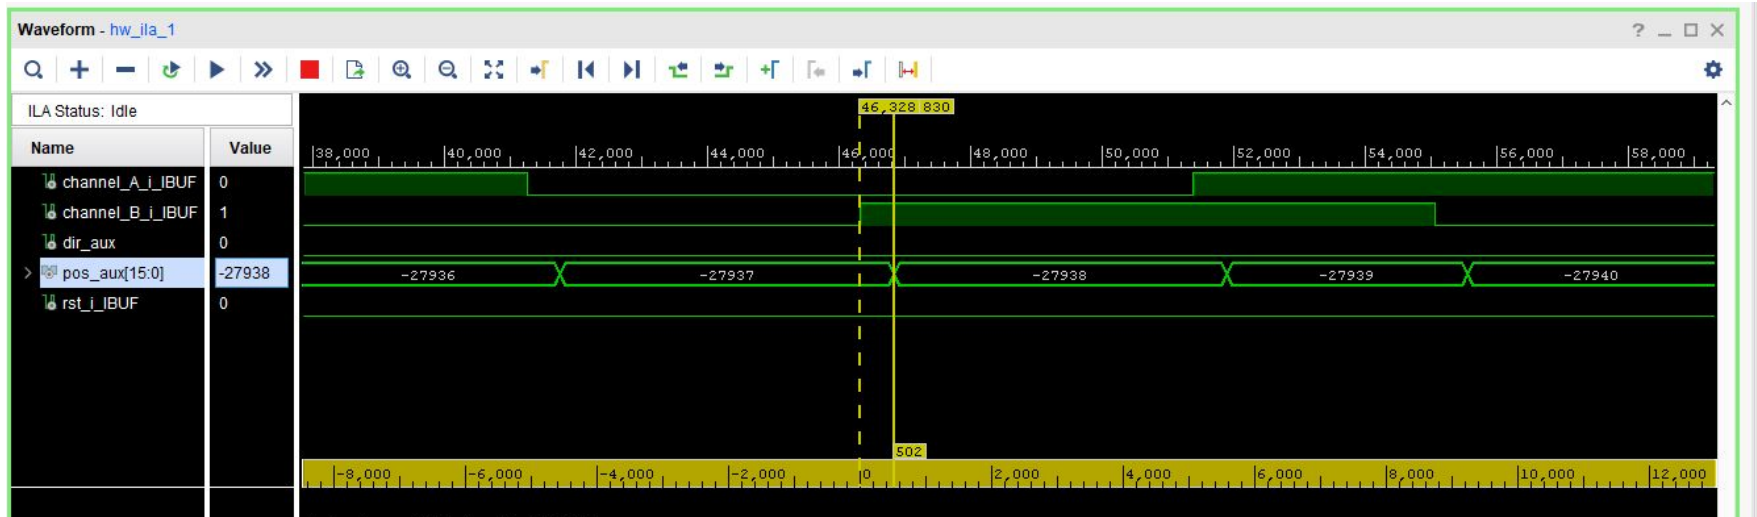 Waveform - hw_ila_1
ILA Status: Idle
Name Value
46,328 830
38,000 40,000 42,000 44,000 46,000 48,000 50,000 52,000 54,000 56,000 58,000
channel_A_i_IBUF 0
channel_B_i_IBUF 1
dir_aux 0
pos_aux[15:0] -27938 -27936 -27937 -27938 -27939 -27940
rst_i_IBUF 0
502
-8,000 -6,000 -4,000 -2,000 0 2,000 4,000 6,000 8,000 10,000 12,000